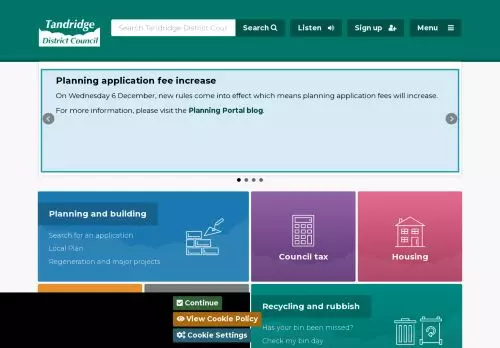 Tandridge
District Council
Search Tandridge District Coun
Search
Listen
Sign up
Menu
Planning application fee increase
On Wednesday 6 December, new rules come into effect which means planning application fees will increase.
For more information, please visit the Planning Portal blog.
Planning and building
Search for an application
Local Plan
Regeneration and major projects
Council tax
Housing
Continue
View Cookie Policy
Cookie Settings
Recycling and rubbish
Has your bin been missed?
Check my bin day